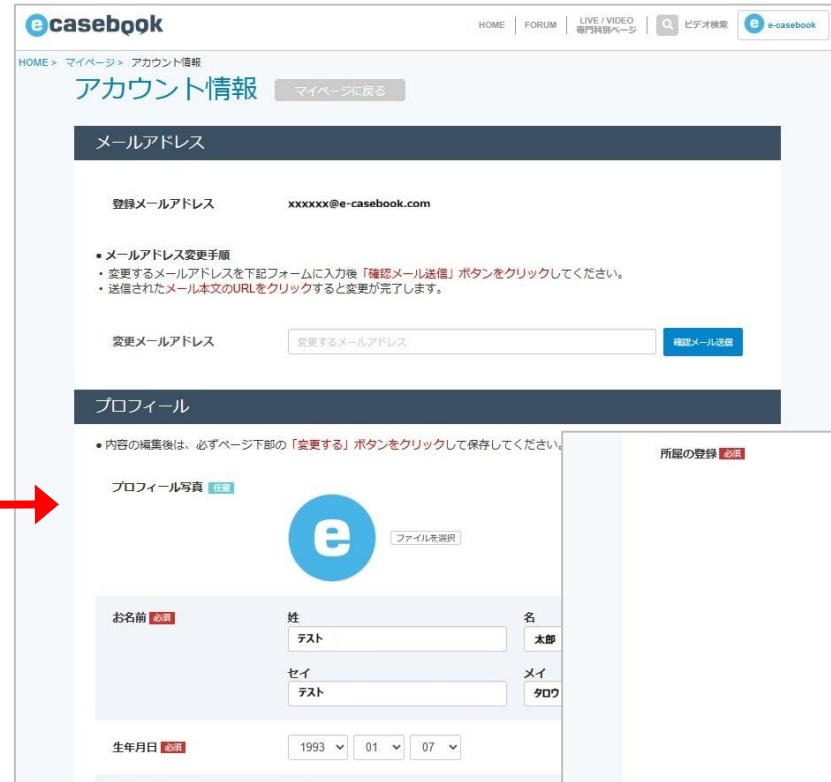 ecasebook
HOME FORUM LIVE / VIDEO 専門科別ページ ビデオ検索 e e-casebook
HOME > マイページ > アカウント情報
アカウント情報 マイページに戻る
メールアドレス
登録メールアドレス xxxxxx@e-casebook.com
• メールアドレス変更手順
・変更するメールアドレスを下記フォームに入力後「確認メール送信」ボタンをクリックしてください。
・送信されたメール本文のURLをクリックすると変更が完了します。
変更メールアドレス 変更するメールアドレス 確認メール送信
プロフィール
• 内容の編集後は、必ずページ下部の「変更する」ボタンをクリックして保存してください。
所属の登録 必須
プロフィール写真 任意
e ファイルを選択
お名前 必須 姓 名
テスト 太郎
セイ メイ
テスト タロウ
生年月日 必須 1993 01 07